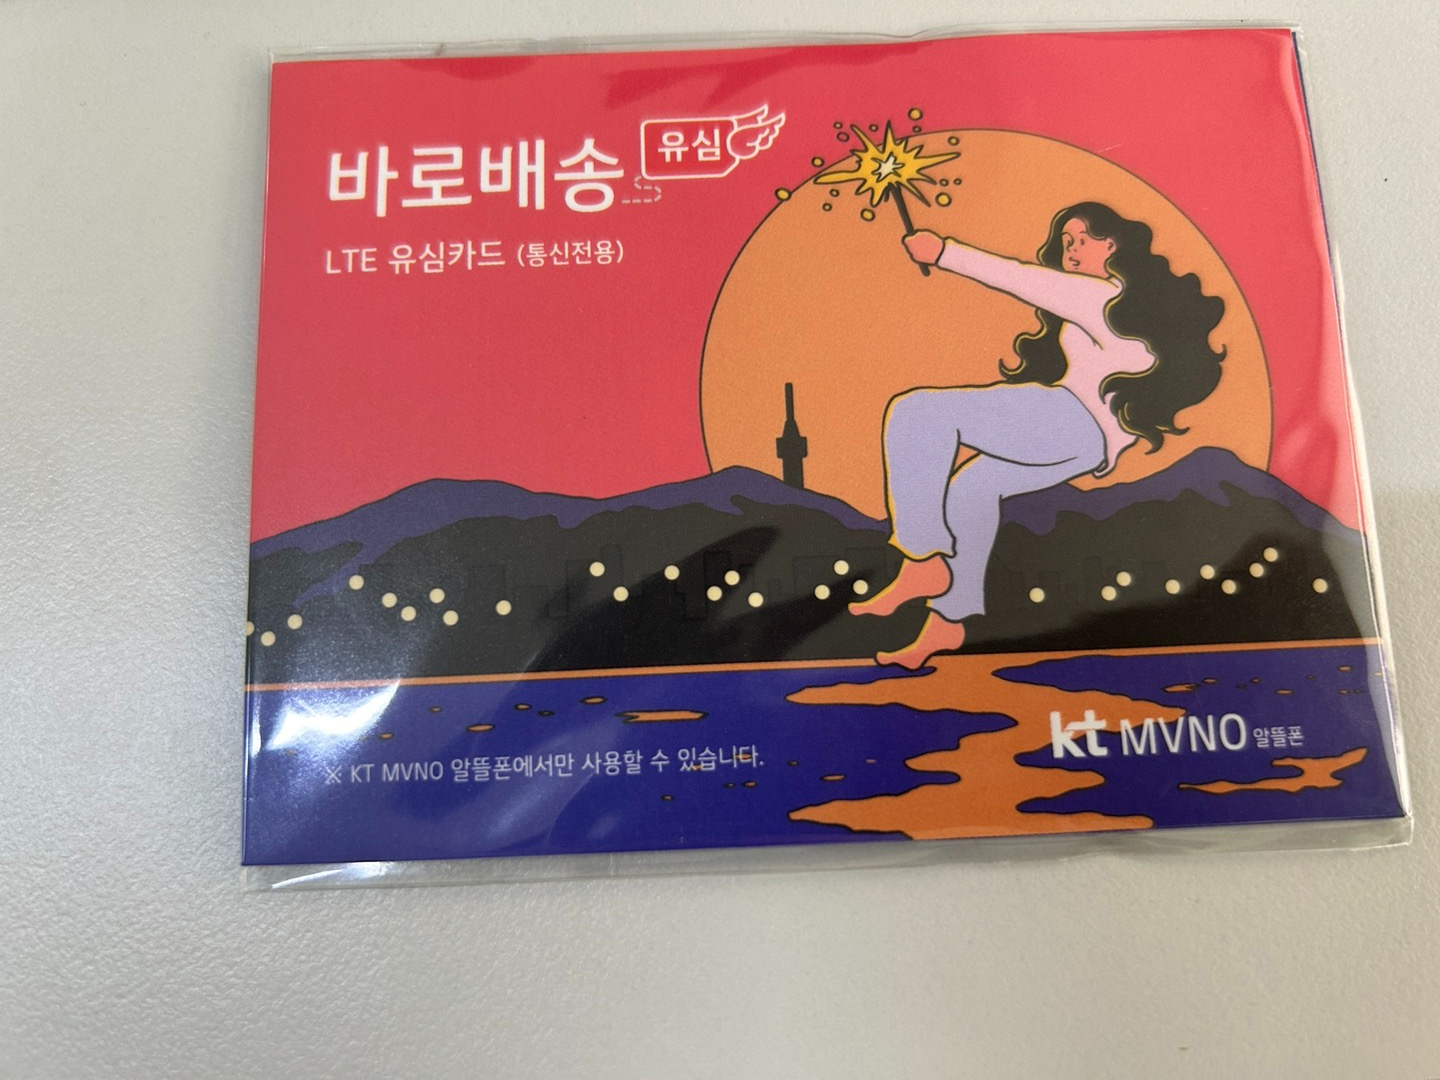 바로배송 유심
LTE 유심카드 (통신전용)
※ KT MVNO 알뜰폰에서만 사용할 수 있습니다.
kt MVNO 알뜰폰